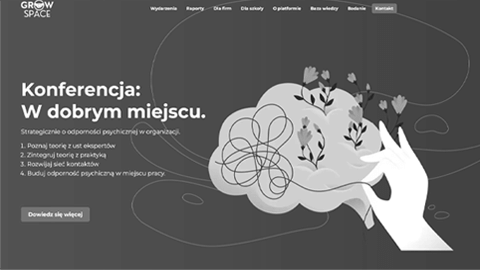 GROW
SPACE
Wydarzenia Raporty Dla firm Dla szkoły O platformie Baza wiedzy Badania Kontakt
Konferencja:
W dobrym miejscu.
Strategicznie o odporności psychicznej w organizacji.
1. Poznaj teorię z ust ekspertów
2. Zintegruj teorię z praktyką
3. Rozwijaj sieć kontaktów
4. Buduj odporność psychiczną w miejscu pracy.
Dowiedz się więcej